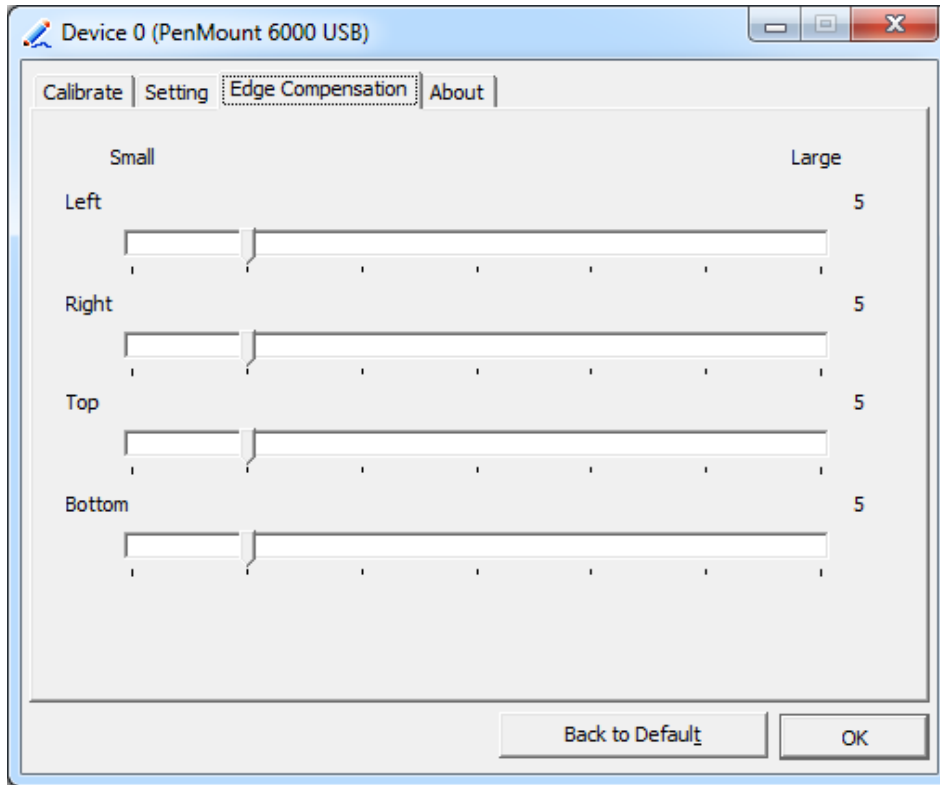 Device 0 (PenMount 6000 USB)
Calibrate Setting Edge Compensation About
Small Large
Left 5
Right 5
Top 5
Bottom 5
Back to Default OK